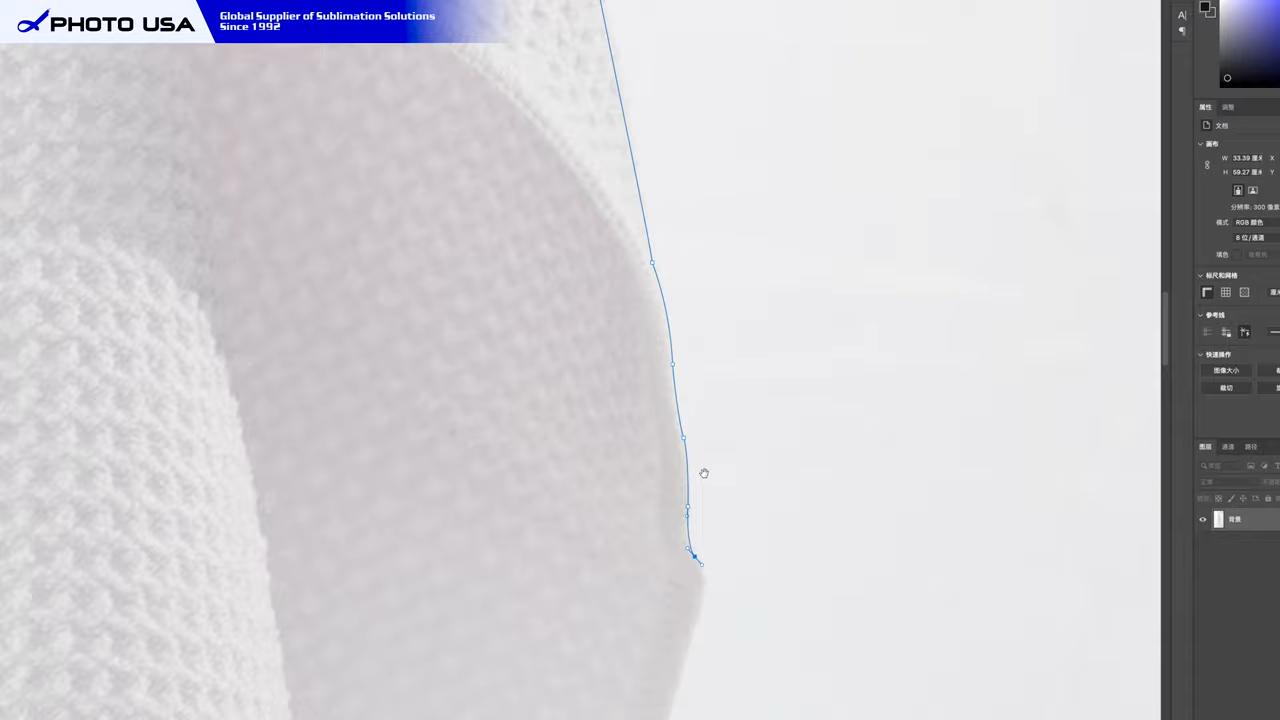 PHOTO USA
Global Supplier of Sublimation Solutions
Since 1992
属性 调整
文档
画布
W 33.39 厘米 X
H 59.27 厘米 Y
分辨率: 300 像素
模式 RGB 颜色
8 位/通道
填色
标尺和网格
参考线
快速操作
图像大小
裁切
图层 通道 路径
正常
背景